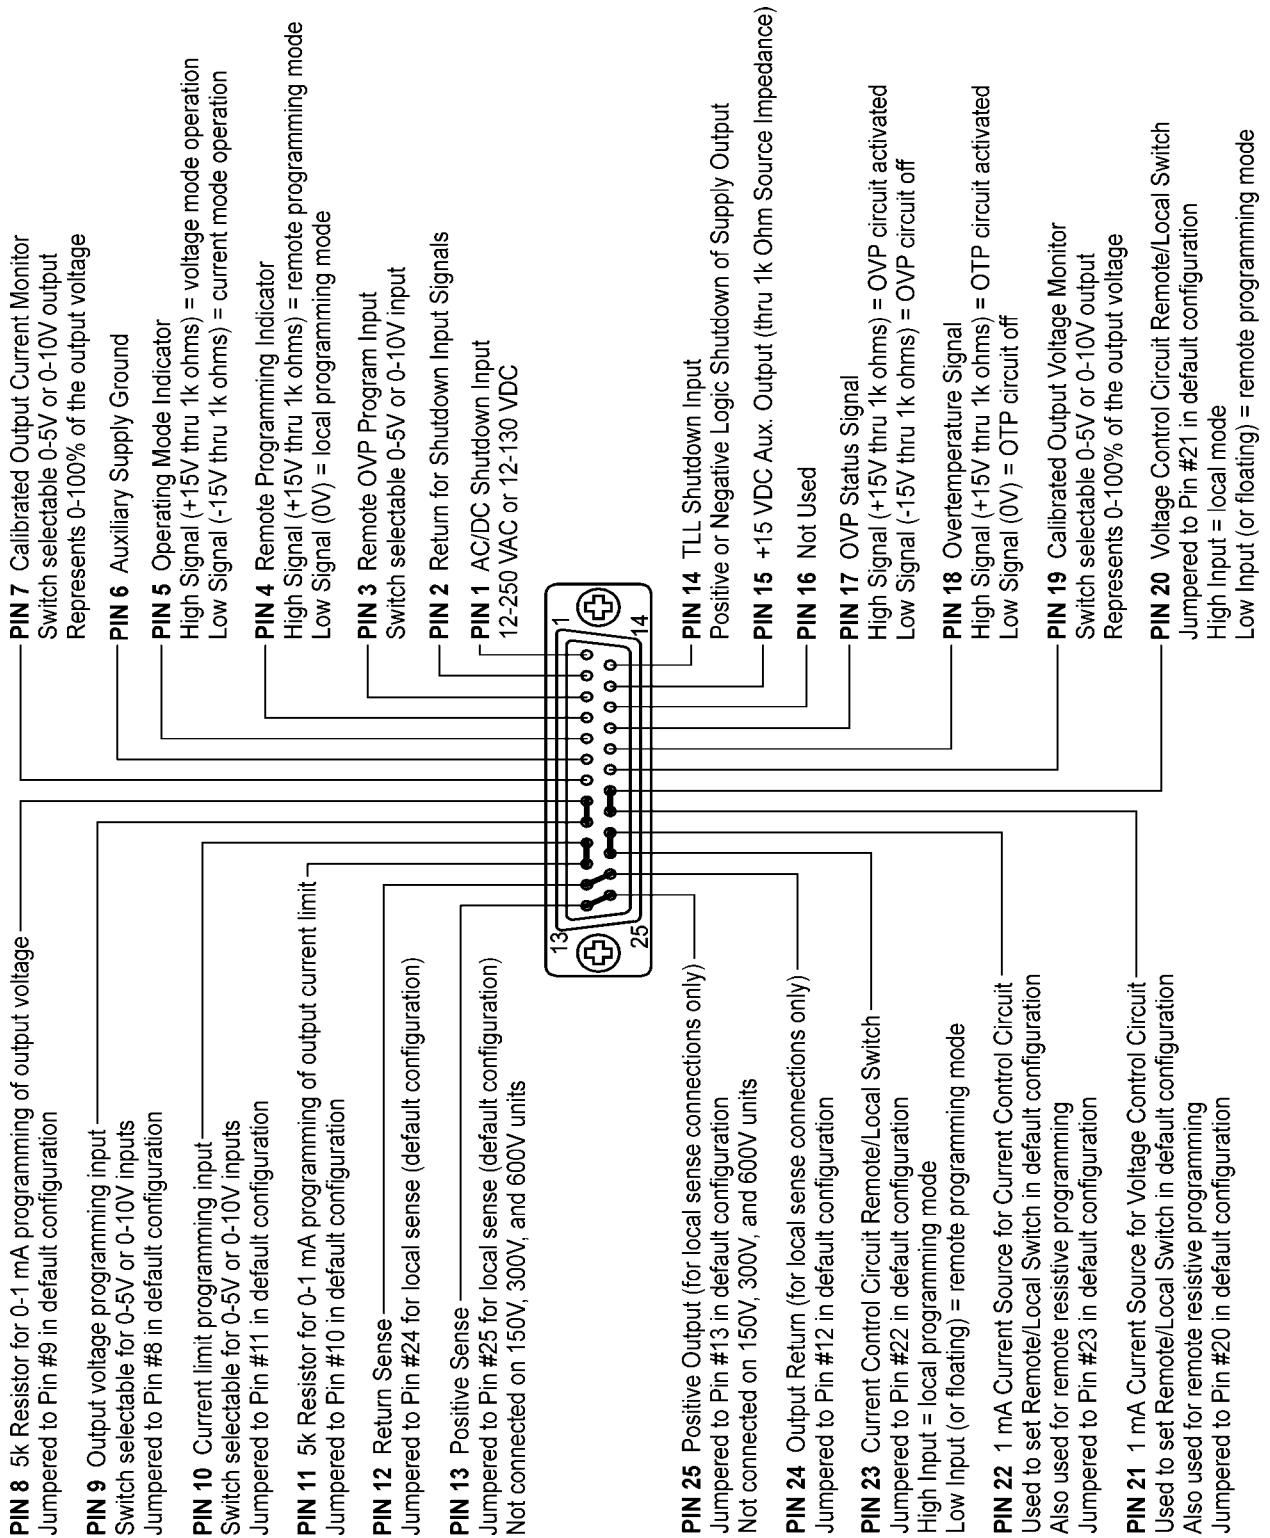 PIN 8 5k Resistor for 0-1 mA programming of output voltage
Jumpered to Pin #9 in default configuration
PIN 9 Output voltage programming input
Switch selectable for 0-5V or 0-10V inputs
Jumpered to Pin #8 in default configuration
PIN 10 Current limit programming input
Switch selectable for 0-5V or 0-10V inputs
Jumpered to Pin #11 in default configuration
PIN 11 5k Resistor for 0-1 mA programming of output current limit
Jumpered to Pin #10 in default configuration
PIN 12 Return Sense
Jumpered to Pin #24 for local sense (default configuration)
PIN 13 Positive Sense
Jumpered to Pin #25 for local sense (default configuration)
Not connected on 150V, 300V, and 600V units
PIN 25 Positive Output (for local sense connections only)
Jumpered to Pin #13 in default configuration
Not connected on 150V, 300V, and 600V units
PIN 24 Output Return (for local sense connections only)
Jumpered to Pin #12 in default configuration
PIN 23 Current Control Circuit Remote/Local Switch
Jumpered to Pin #22 in default configuration
High Input = local programming mode
Low Input (or floating) = remote programming mode
PIN 22 1 mA Current Source for Current Control Circuit
Used to set Remote/Local Switch in default configuration
Also used for remote resistive programming
Jumpered to Pin #23 in default configuration
PIN 21 1 mA Current Source for Voltage Control Circuit
Used to set Remote/Local Switch in default configuration
Also used for remote resistive programming
Jumpered to Pin #20 in default configuration
13
25
1
14
PIN 7 Calibrated Output Current Monitor
Switch selectable 0-5V or 0-10V output
Represents 0-100% of the output voltage
PIN 6 Auxiliary Supply Ground
PIN 5 Operating Mode Indicator
High Signal (+15V thru 1k ohms) = voltage mode operation
Low Signal (-15V thru 1k ohms) = current mode operation
PIN 4 Remote Programming Indicator
High Signal (+15V thru 1k ohms) = remote programming mode
Low Signal (0V) = local programming mode
PIN 3 Remote OVP Program Input
Switch selectable 0-5V or 0-10V input
PIN 2 Return for Shutdown Input Signals
PIN 1 AC/DC Shutdown Input
12-250 VAC or 12-130 VDC
PIN 14 TLL Shutdown Input
Positive or Negative Logic Shutdown of Supply Output
PIN 15 +15 VDC Aux. Output (thru 1k Ohm Source Impedance)
PIN 16 Not Used
PIN 17 OVP Status Signal
High Signal (+15V thru 1k ohms) = OVP circuit activated
Low Signal (-15V thru 1k ohms) = OVP circuit off
PIN 18 Overtemperature Signal
High Signal (+15V thru 1k ohms) = OTP circuit activated
Low Signal (0V) = OTP circuit off
PIN 19 Calibrated Output Voltage Monitor
Switch selectable 0-5V or 0-10V output
Represents 0-100% of the output voltage
PIN 20 Voltage Control Circuit Remote/Local Switch
Jumpered to Pin #21 in default configuration
High Input = local mode
Low Input (or floating) = remote programming mode